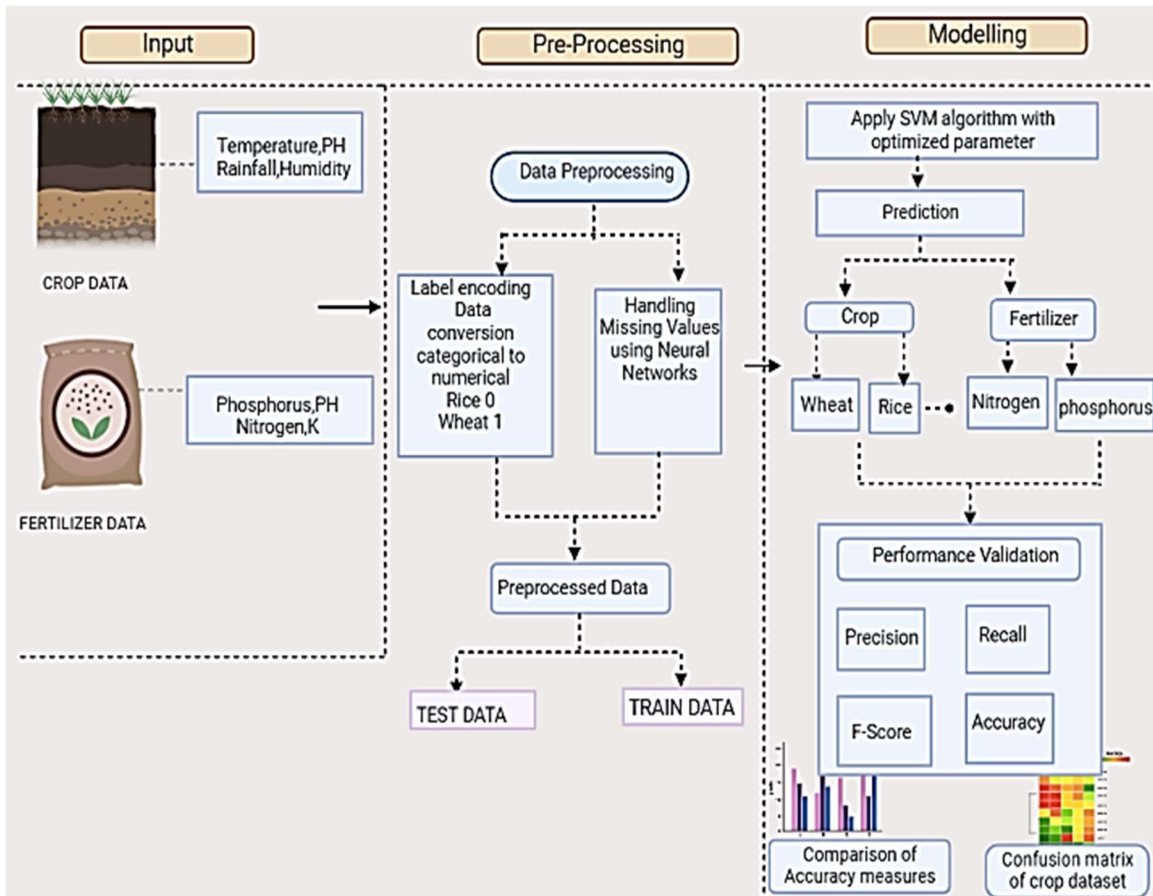 Input
Pre-Processing
Modelling
Temperature,PH
Rainfall,Humidity
CROP DATA
Phosphorus,PH
Nitrogen,K
FERTILIZER DATA
Data Preprocessing
Label encoding
Data
conversion
categorical to
numerical
Rice 0
Wheat 1
Handling
Missing Values
using Neural
Networks
Preprocessed Data
TEST DATA
TRAIN DATA
Apply SVM algorithm with
optimized parameter
Prediction
Crop
Fertilizer
Wheat
Rice
Nitrogen
phosphorus
Performance Validation
Precision
Recall
F-Score
Accuracy
Comparison of
Accuracy measures
Confusion matrix
of crop dataset